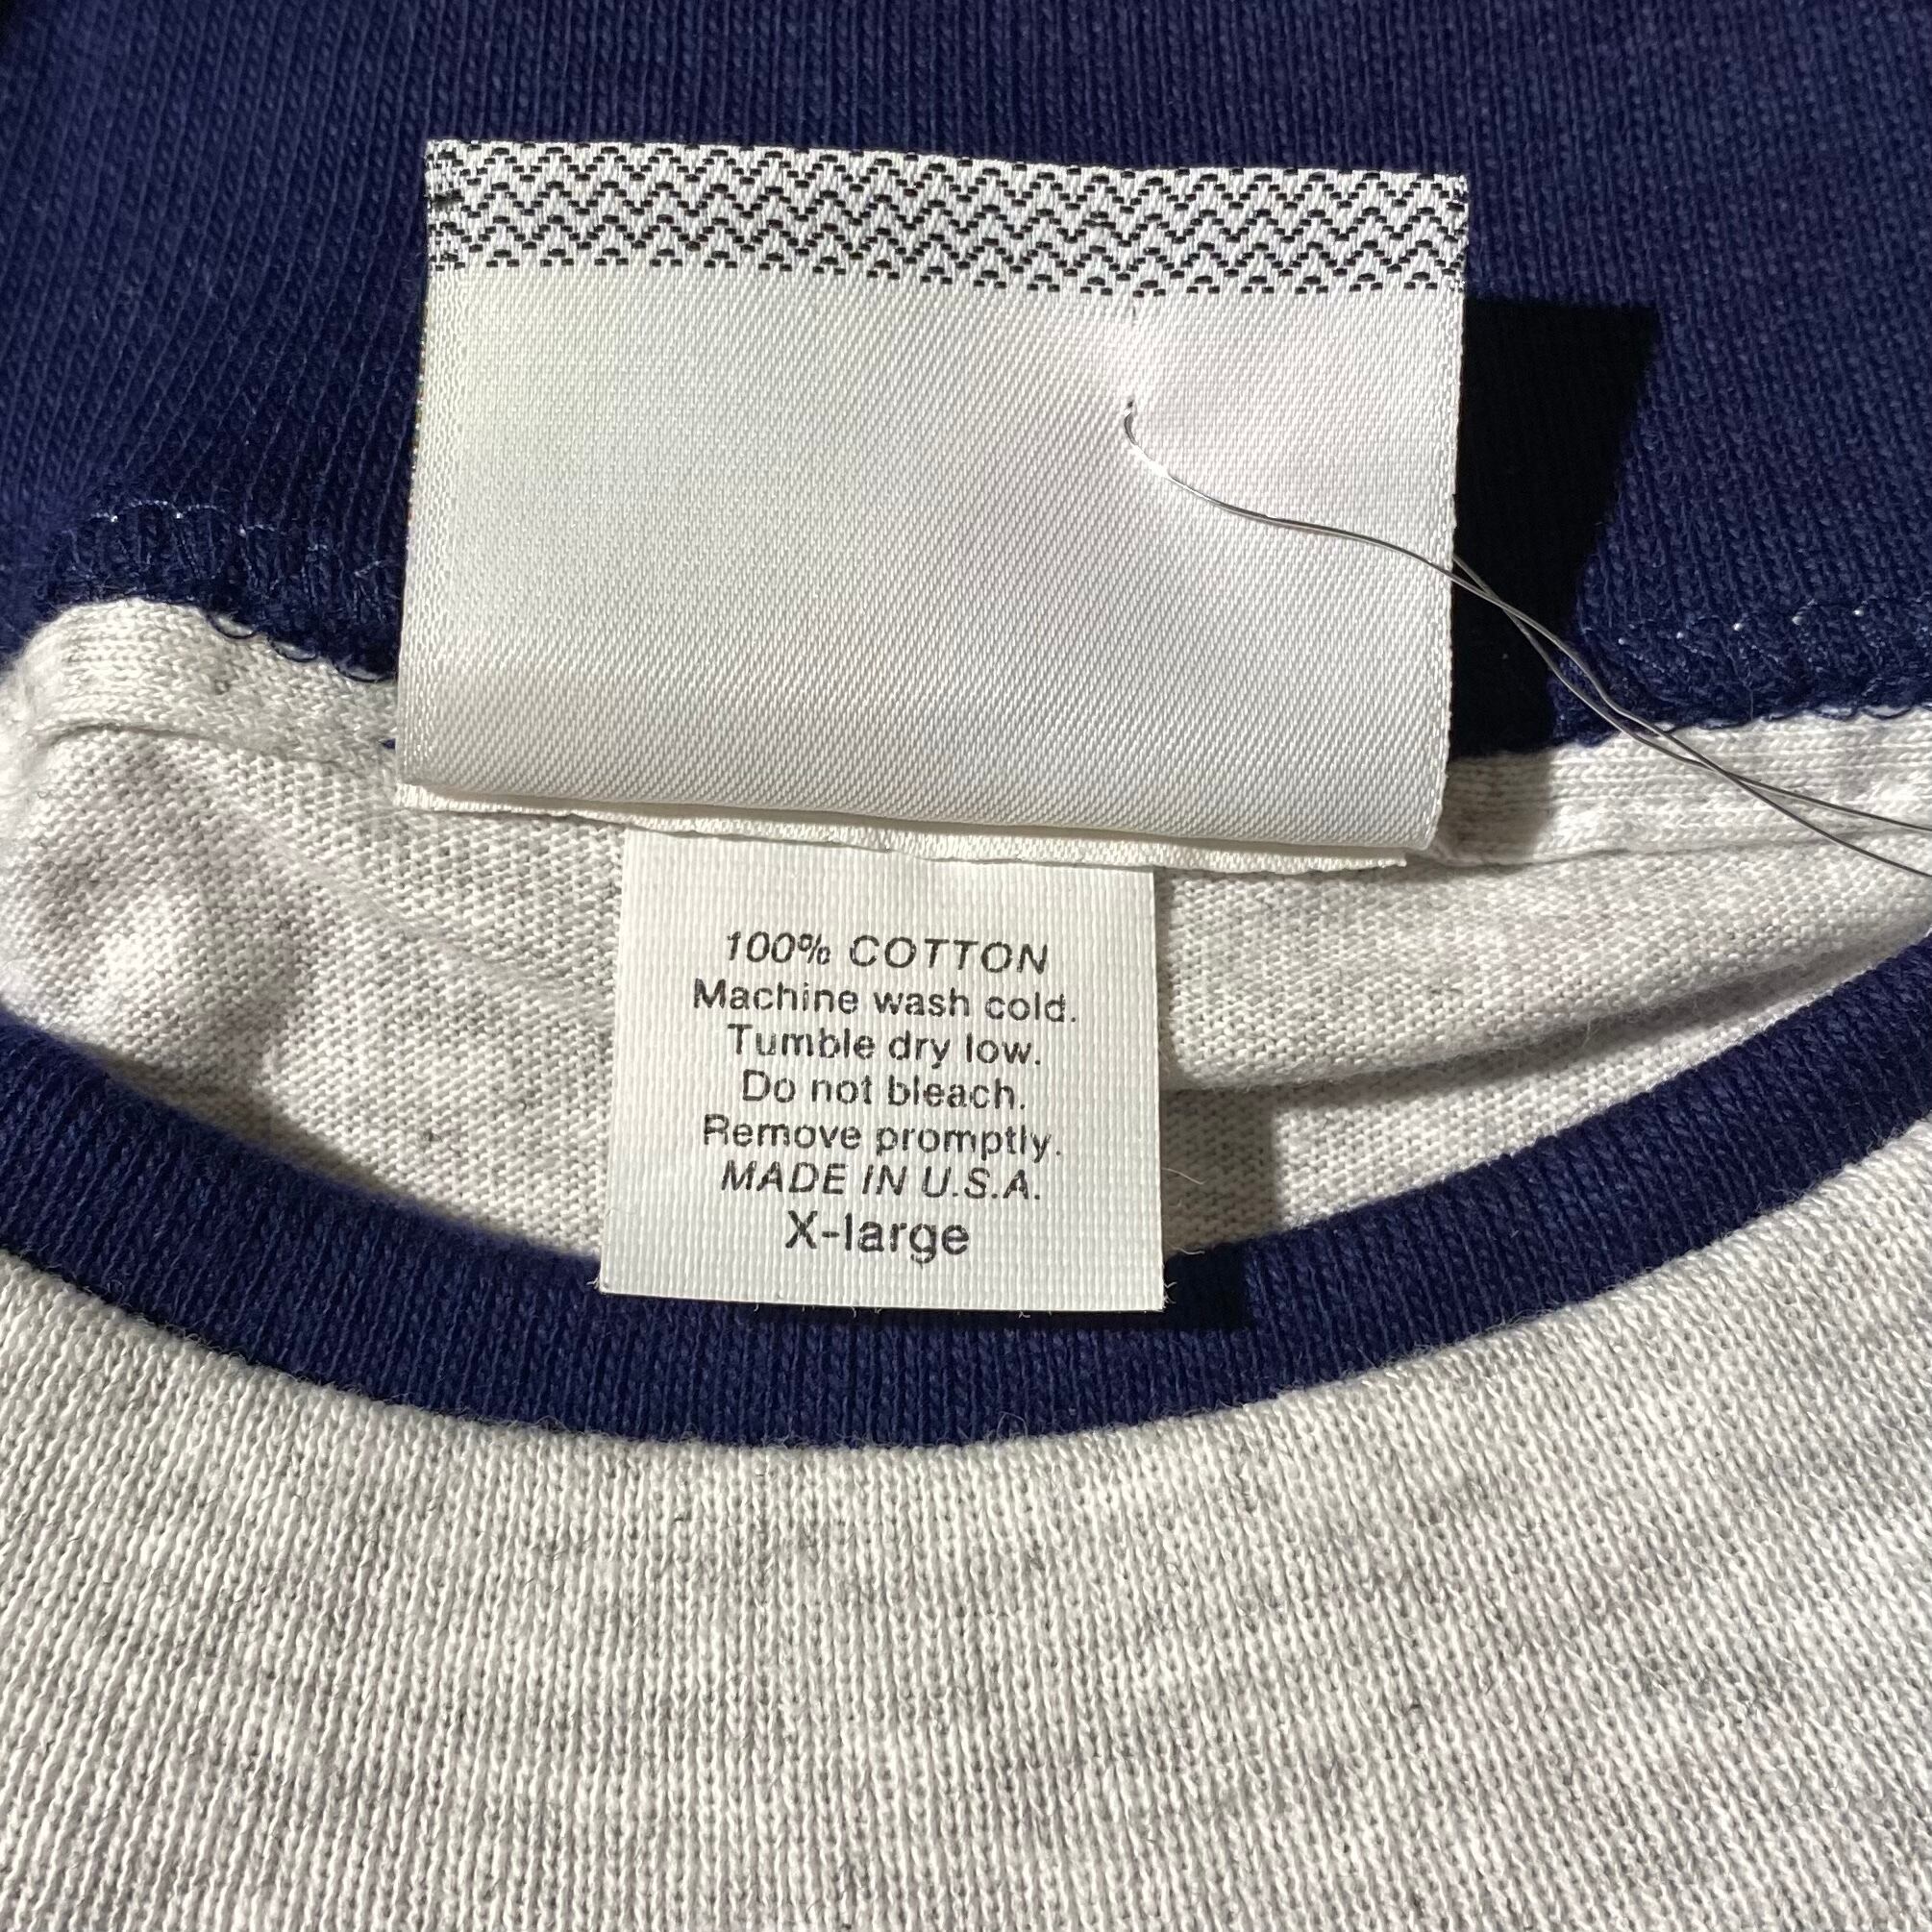 100% COTTON
Machine wash cold.
Tumble dry low.
Do not bleach.
Remove promptly.
MADE IN U.S.A.
X-large